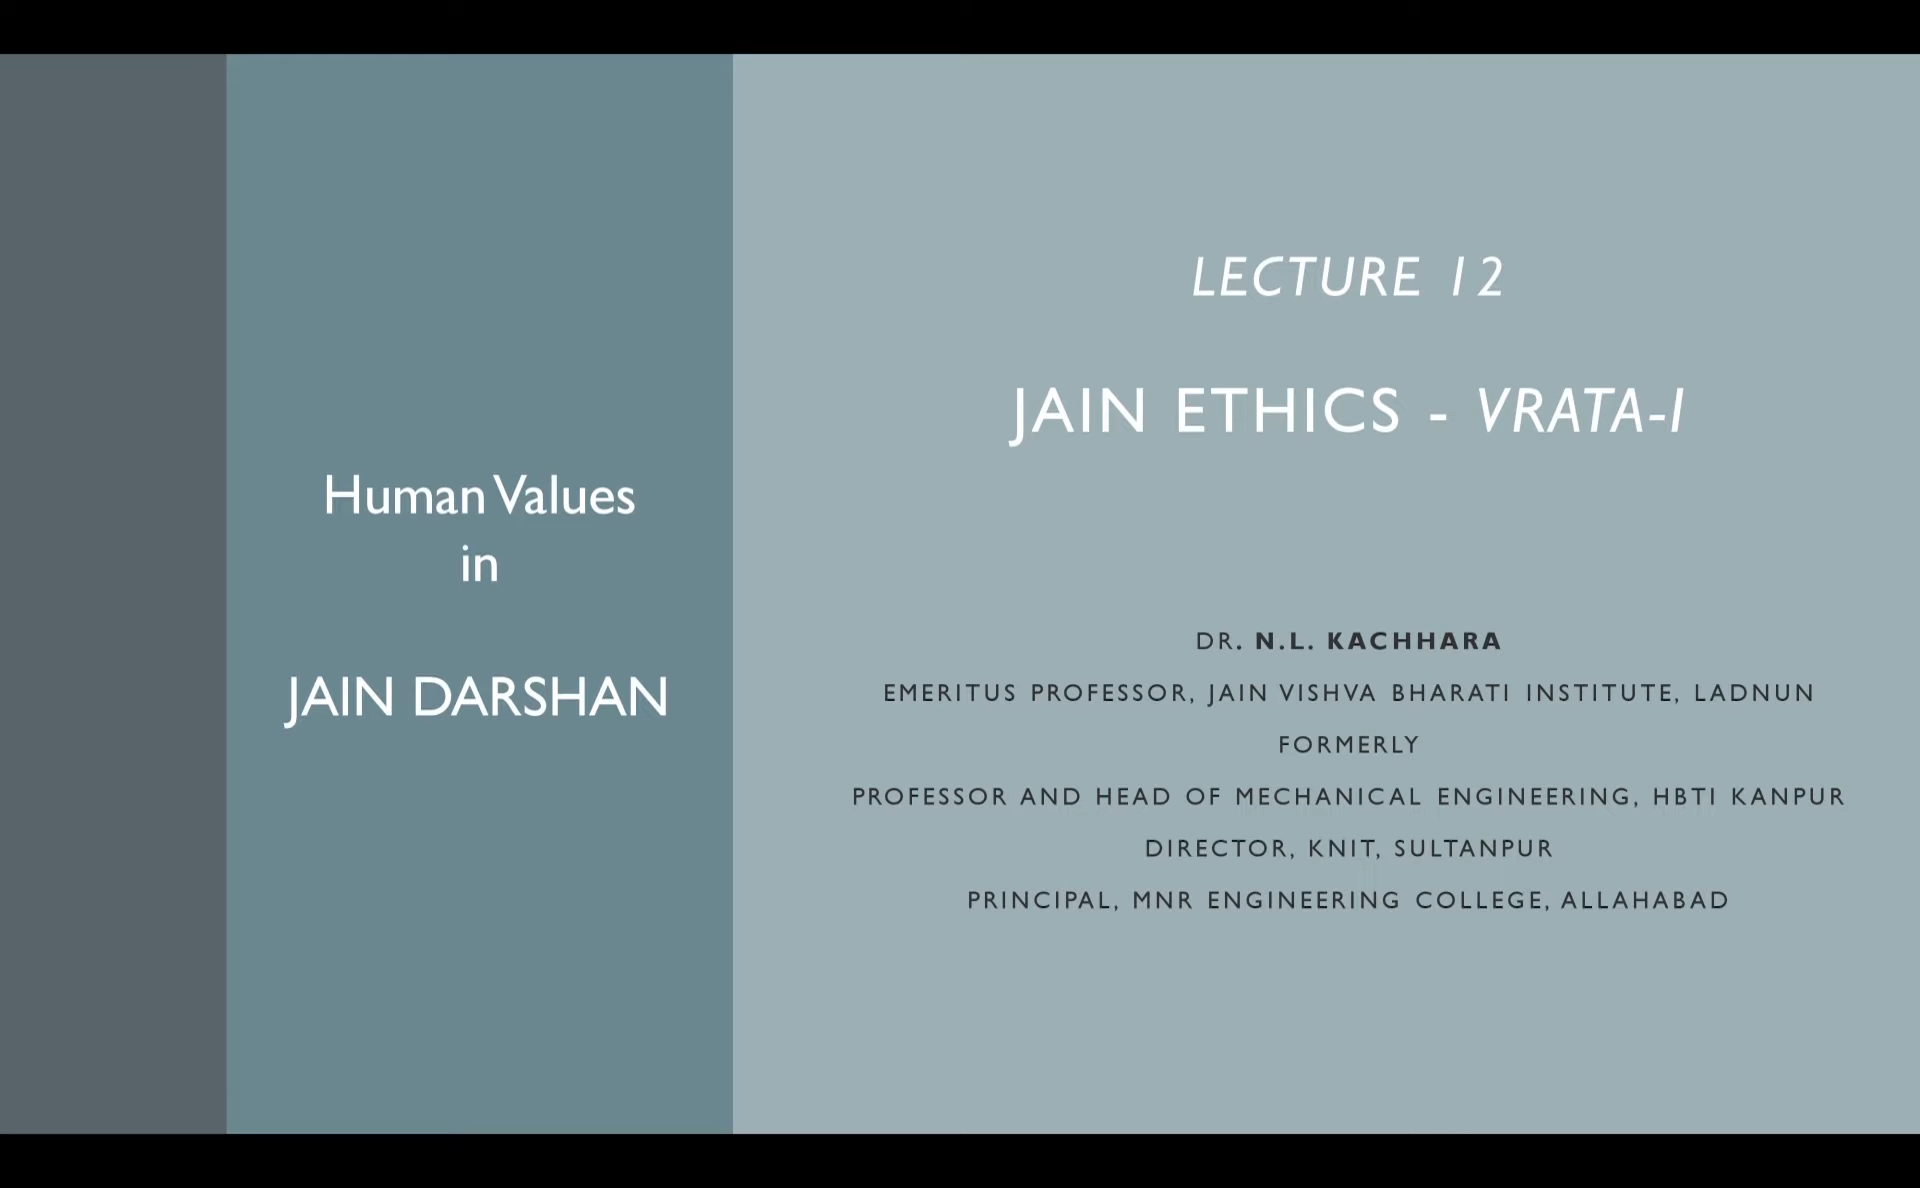 Human Values
in
JAIN DARSHAN
LECTURE 12
JAIN ETHICS - VRATA-I
DR. N.L. KACHHARA
EMERITUS PROFESSOR, JAIN VISHVA BHARATI INSTITUTE, LADNUN
FORMERLY
PROFESSOR AND HEAD OF MECHANICAL ENGINEERING, HBTI KANPUR
DIRECTOR, KNIT, SULTANPUR
PRINCIPAL, MNR ENGINEERING COLLEGE, ALLAHABAD